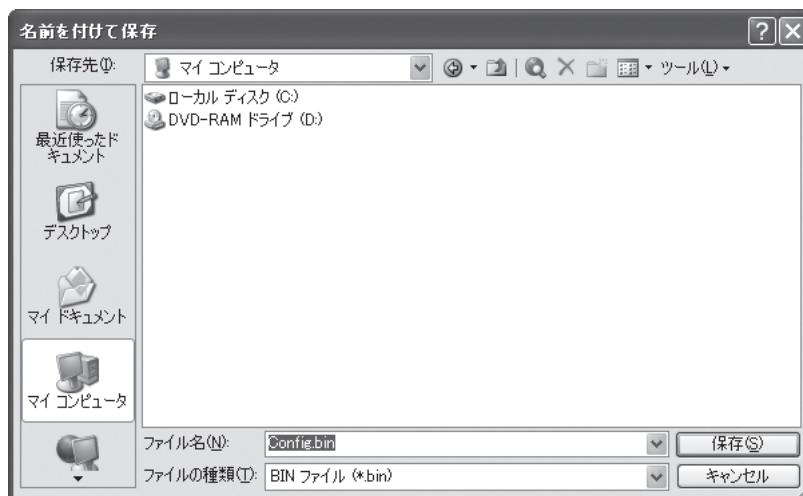 名前を付けて保存
保存先(I):
マイ コンピュータ
ツール(L)
ローカル ディスク (C:)
DVD-RAM ドライブ (D:)
最近使ったド
キュメント
デスクトップ
マイ ドキュメント
マイ コンピュータ
ファイル名(N):
Config.bin
保存(S)
ファイルの種類(T):
BIN ファイル (*.bin)
キャンセル